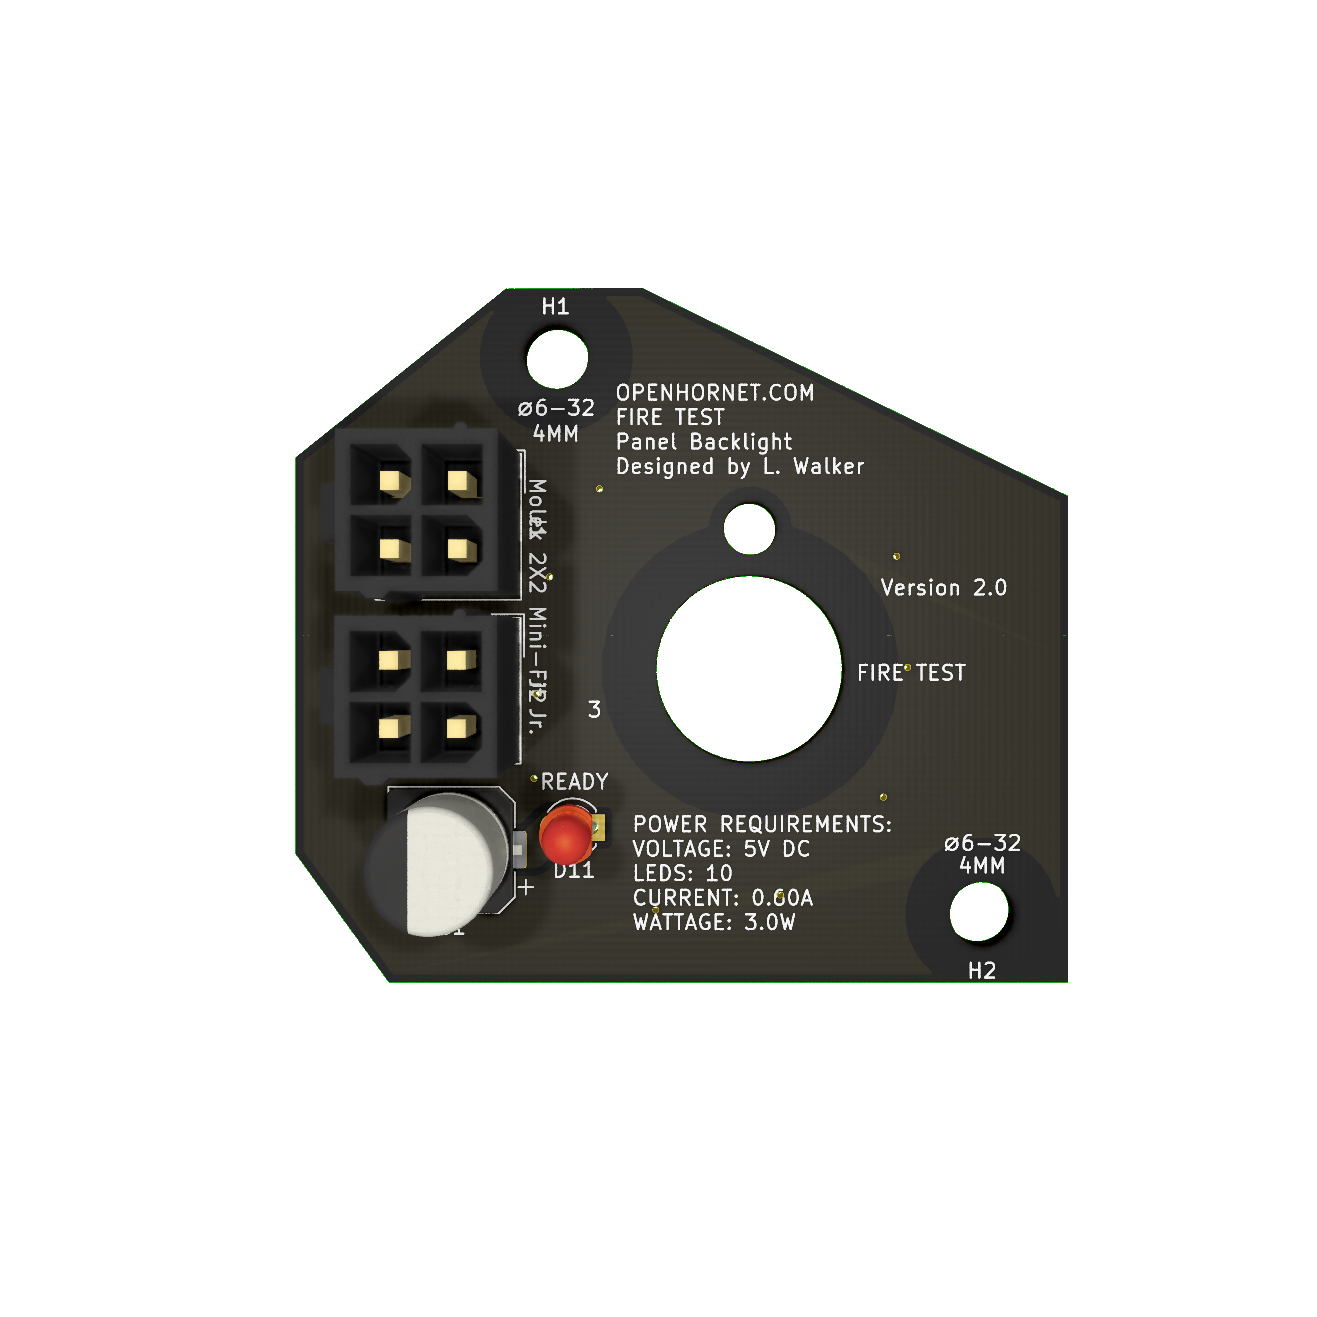 H1
⌀6-32
4MM
OPENHORNET.COM
FIRE TEST
Panel Backlight
Designed by L. Walker
Molex 2X2 Mini-Fit Jr.
Version 2.0
FIRE TEST
3
READY
D11
+
POWER REQUIREMENTS:
VOLTAGE: 5V DC
LEDS: 10
CURRENT: 0.60A
WATTAGE: 3.0W
⌀6-32
4MM
H2